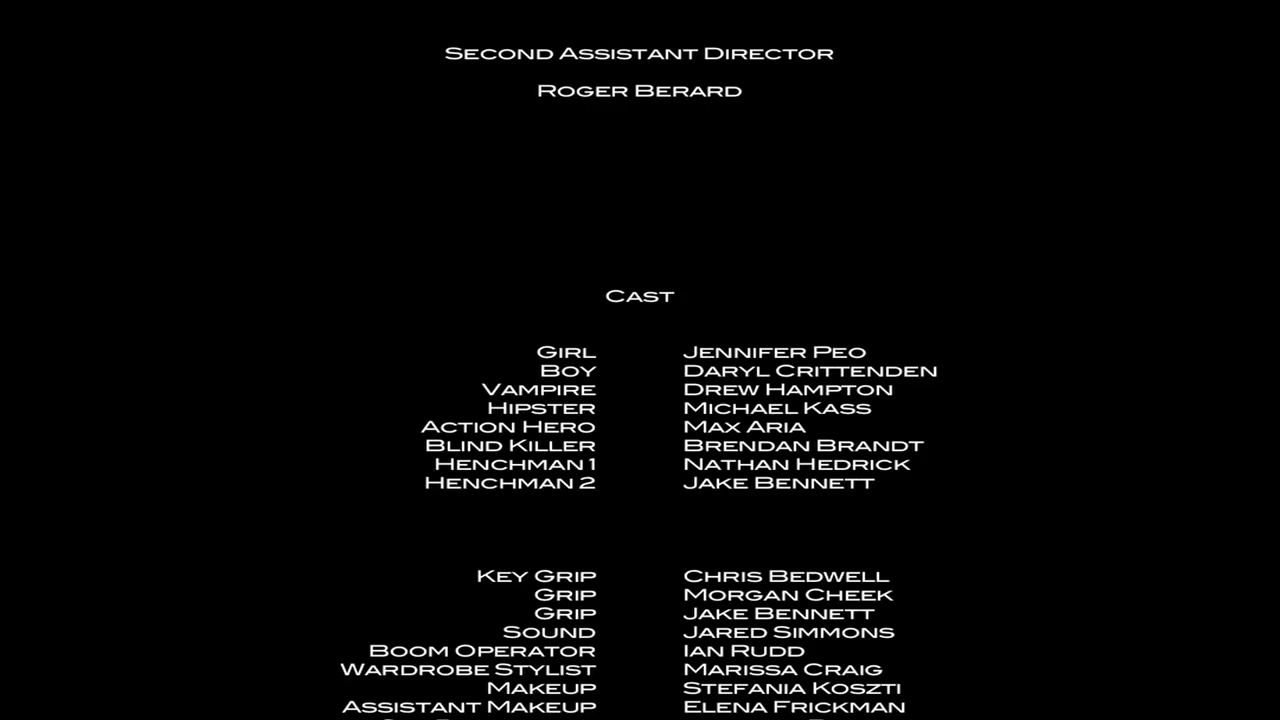 Second Assistant Director
Roger Berard
Cast
Girl Jennifer Peo
Boy Daryl Crittenden
Vampire Drew Hampton
Hipster Michael Kass
Action Hero Max Aria
Blind Killer Brendan Brandt
Henchman 1 Nathan Hedrick
Henchman 2 Jake Bennett
Key Grip Chris Bedwell
Grip Morgan Cheek
Grip Jake Bennett
Sound Jared Simmons
Boom Operator Ian Rudd
Wardrobe Stylist Marissa Craig
Makeup Stefania Koszti
Assistant Makeup Elena Frickman